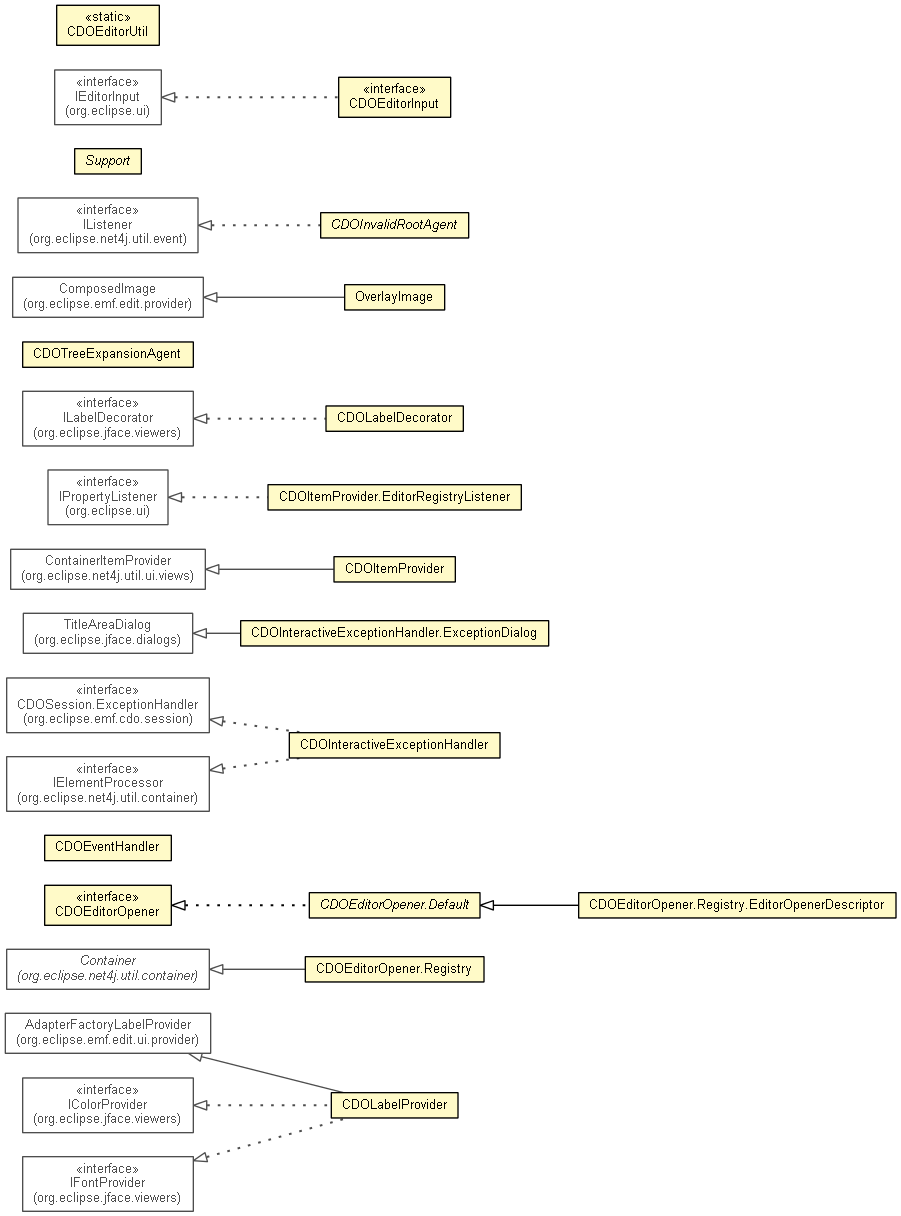 «static»
CDOEditorUtil
«interface»
IEditorInput
(org.eclipse.ui)
«interface»
CDOEditorInput
Support
«interface»
IListener
(org.eclipse.net4j.util.event)
CDOInvalidRootAgent
ComposedImage
(org.eclipse.emf.edit.provider)
OverlayImage
CDOTreeExpansionAgent
«interface»
ILabelDecorator
(org.eclipse.jface.viewers)
CDOLabelDecorator
«interface»
IPropertyListener
(org.eclipse.ui)
CDOItemProvider.EditorRegistryListener
ContainerItemProvider
(org.eclipse.net4j.util.ui.views)
CDOItemProvider
TitleAreaDialog
(org.eclipse.jface.dialogs)
CDOInteractiveExceptionHandler.ExceptionDialog
«interface»
CDOSession.ExceptionHandler
(org.eclipse.emf.cdo.session)
CDOInteractiveExceptionHandler
«interface»
IElementProcessor
(org.eclipse.net4j.util.container)
CDOEventHandler
«interface»
CDOEditorOpener
CDOEditorOpener.Default
CDOEditorOpener.Registry.EditorOpenerDescriptor
Container
(org.eclipse.net4j.util.container)
CDOEditorOpener.Registry
AdapterFactoryLabelProvider
(org.eclipse.emf.edit.ui.provider)
«interface»
IColorProvider
(org.eclipse.jface.viewers)
CDOLabelProvider
«interface»
IFontProvider
(org.eclipse.jface.viewers)